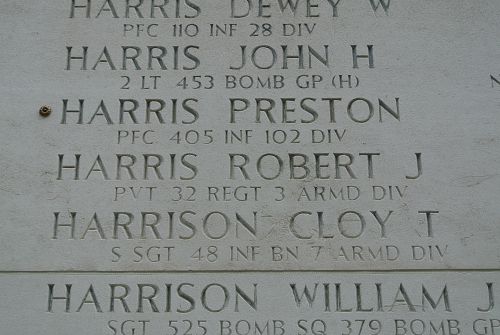 HARRIS DEWEY W
PFC 110 INF 28 DIV
HARRIS JOHN H
2 LT 453 BOMB GP (H)
HARRIS PRESTON
PFC 405 INF 102 DIV
HARRIS ROBERT J
PVT 32 REGT 3 ARMD DIV
HARRISON CLOY T
S SGT 48 INF BN 7 ARMD DIV
HARRISON WILLIAM J
SGT 525 BOMB SQ 379 BOMB GP